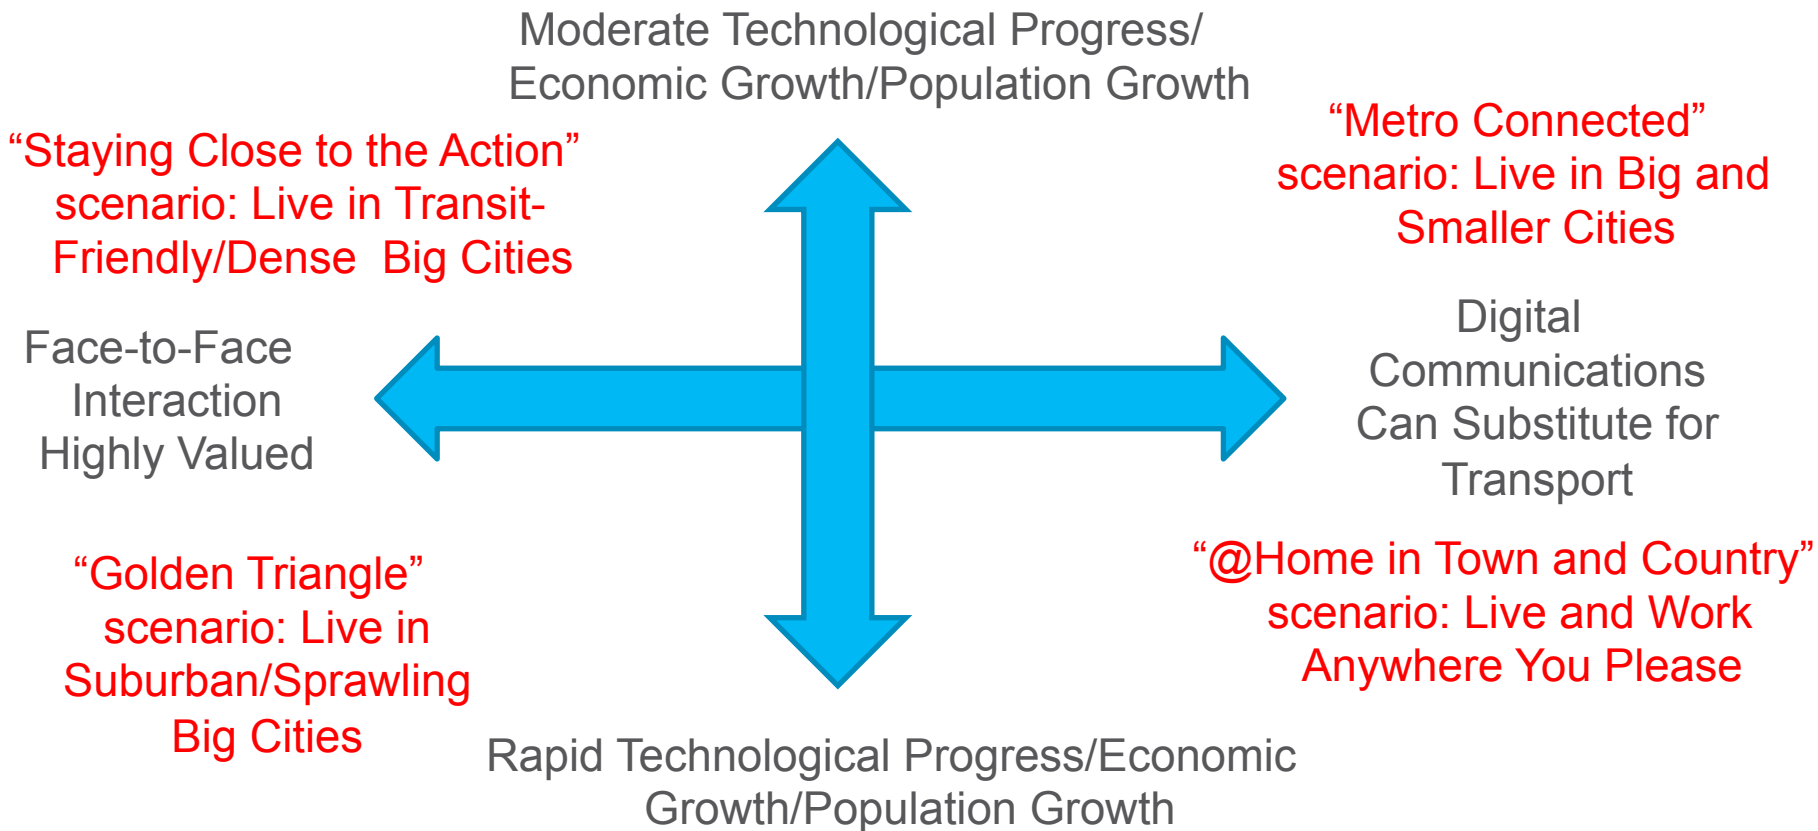 Moderate Technological Progress/
Economic Growth/Population Growth
“Staying Close to the Action”
scenario: Live in Transit-
Friendly/Dense  Big Cities
“Metro Connected”
scenario: Live in Big and
Smaller Cities
Face-to-Face
Interaction
Highly Valued
Digital
Communications
Can Substitute for
Transport
“Golden Triangle”
scenario: Live in
Suburban/Sprawling
Big Cities
“@Home in Town and Country”
scenario: Live and Work
Anywhere You Please
Rapid Technological Progress/Economic
Growth/Population Growth